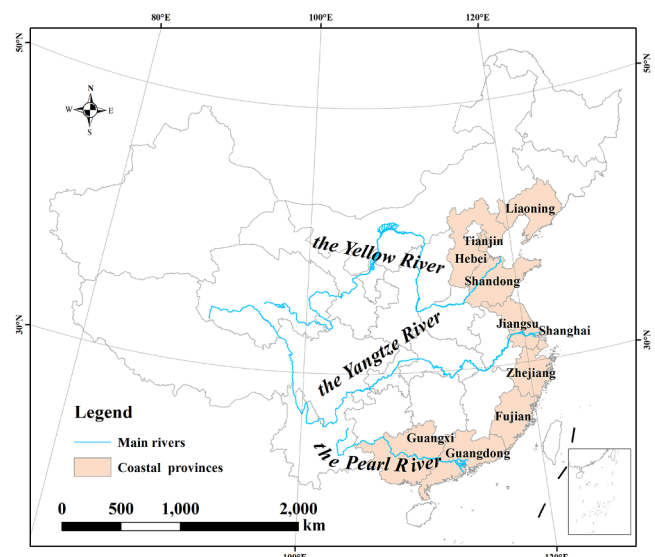 80°E 100°E 120°E
50°N
50°N
N
W E
S
Liaoning
Tianjin
the Yellow River
Hebei
Shandong
Jiangsu
Shanghai
30°N
30°N
the Yangtze River
Zhejiang
Legend
Fujian
Main rivers
Guangxi
Coastal provinces
the Pearl River
Guangdong
0 500 1,000 2,000
km
100°E 120°E